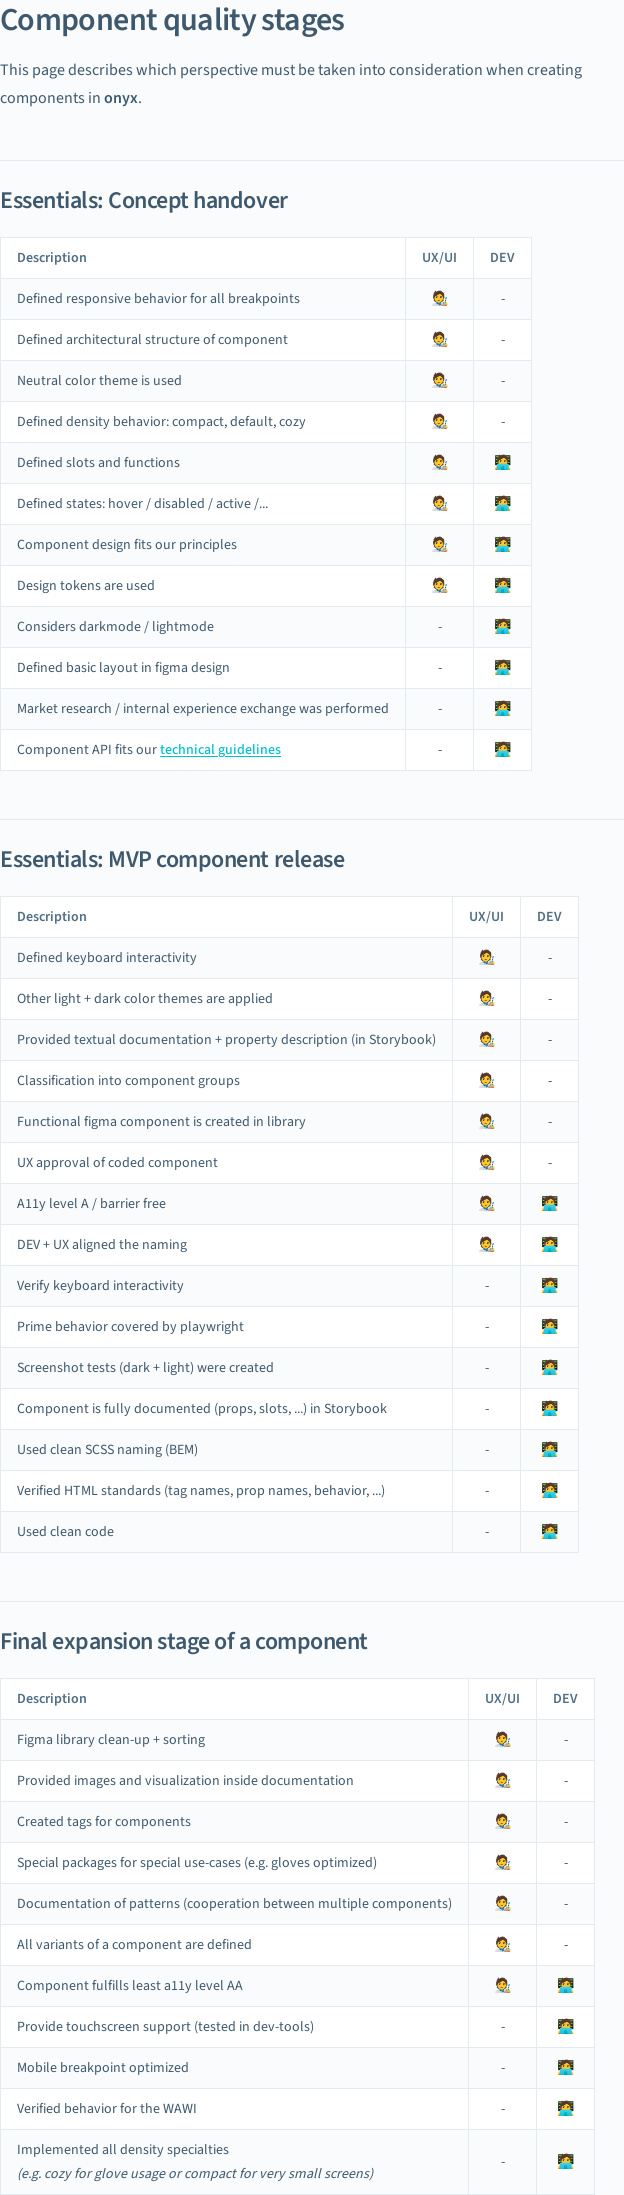 Component quality stages
This page describes which perspective must be taken into consideration when creating
components in onyx.
Essentials: Concept handover
Description UX/UI DEV
Defined responsive behavior for all breakpoints 🧑‍🎨 -
Defined architectural structure of component 🧑‍🎨 -
Neutral color theme is used 🧑‍🎨 -
Defined density behavior: compact, default, cozy 🧑‍🎨 -
Defined slots and functions 🧑‍🎨 🧑‍💻
Defined states: hover / disabled / active /... 🧑‍🎨 🧑‍💻
Component design fits our principles 🧑‍🎨 🧑‍💻
Design tokens are used 🧑‍🎨 🧑‍💻
Considers darkmode / lightmode - 🧑‍💻
Defined basic layout in figma design - 🧑‍💻
Market research / internal experience exchange was performed - 🧑‍💻
Component API fits our technical guidelines - 🧑‍💻
Essentials: MVP component release
Description UX/UI DEV
Defined keyboard interactivity 🧑‍🎨 -
Other light + dark color themes are applied 🧑‍🎨 -
Provided textual documentation + property description (in Storybook) 🧑‍🎨 -
Classification into component groups 🧑‍🎨 -
Functional figma component is created in library 🧑‍🎨 -
UX approval of coded component 🧑‍🎨 -
A11y level A / barrier free 🧑‍🎨 🧑‍💻
DEV + UX aligned the naming 🧑‍🎨 🧑‍💻
Verify keyboard interactivity - 🧑‍💻
Prime behavior covered by playwright - 🧑‍💻
Screenshot tests (dark + light) were created - 🧑‍💻
Component is fully documented (props, slots, ...) in Storybook - 🧑‍💻
Used clean SCSS naming (BEM) - 🧑‍💻
Verified HTML standards (tag names, prop names, behavior, ...) - 🧑‍💻
Used clean code - 🧑‍💻
Final expansion stage of a component
Description UX/UI DEV
Figma library clean-up + sorting 🧑‍🎨 -
Provided images and visualization inside documentation 🧑‍🎨 -
Created tags for components 🧑‍🎨 -
Special packages for special use-cases (e.g. gloves optimized) 🧑‍🎨 -
Documentation of patterns (cooperation between multiple components) 🧑‍🎨 -
All variants of a component are defined 🧑‍🎨 -
Component fulfills least a11y level AA 🧑‍🎨 🧑‍💻
Provide touchscreen support (tested in dev-tools) - 🧑‍💻
Mobile breakpoint optimized - 🧑‍💻
Verified behavior for the WAWI - 🧑‍💻
Implemented all density specialties - 🧑‍💻
(e.g. cozy for glove usage or compact for very small screens)